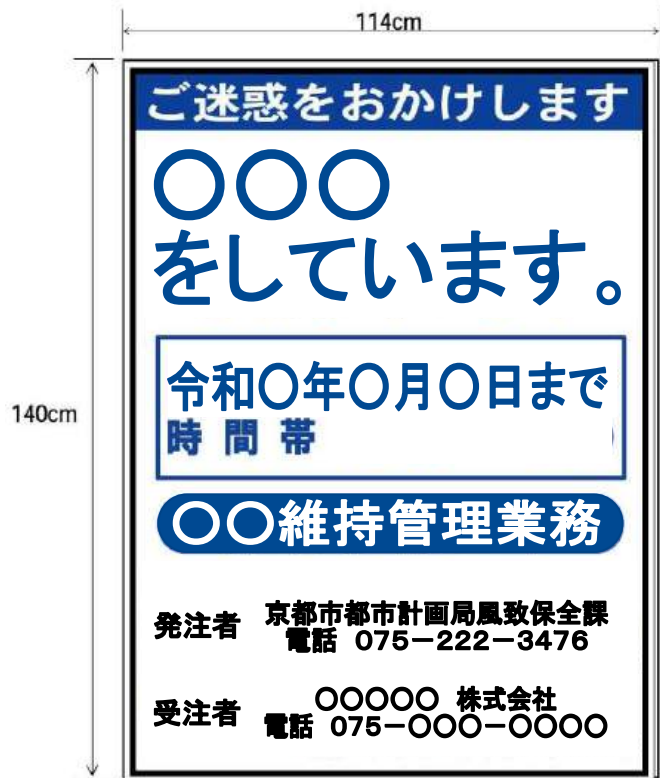 114cm
140cm
ご迷惑をおかけします
〇〇〇
をしています。
令和〇年〇月〇日まで
時間帯
〇〇維持管理業務
発注者 京都市都市計画局風致保全課
電話 075－222－3476
受注者 〇〇〇〇〇 株式会社
電話 075－〇〇〇－〇〇〇〇